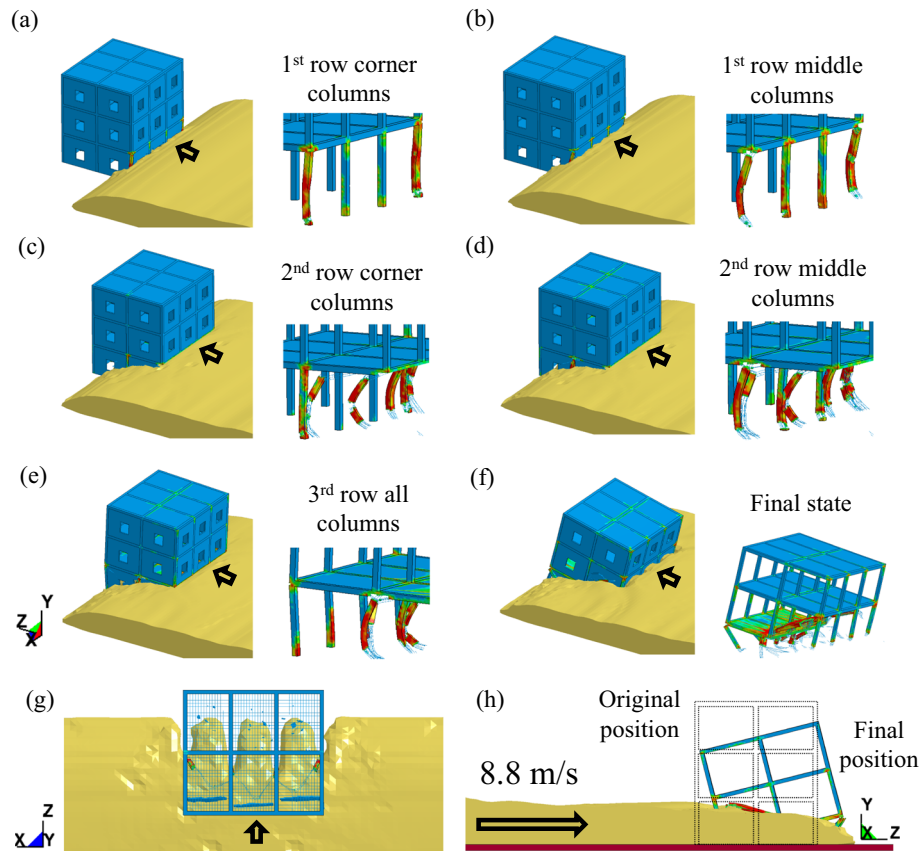 (a)
1st row corner
columns
(b)
1st row middle
columns
(c)
2nd row corner
columns
(d)
2nd row middle
columns
(e)
3rd row all
columns
Y
Z
X
(f)
Final state
(g)
Z
X
Y
(h)
Original
position
Final
position
8.8 m/s
Y
X
Z